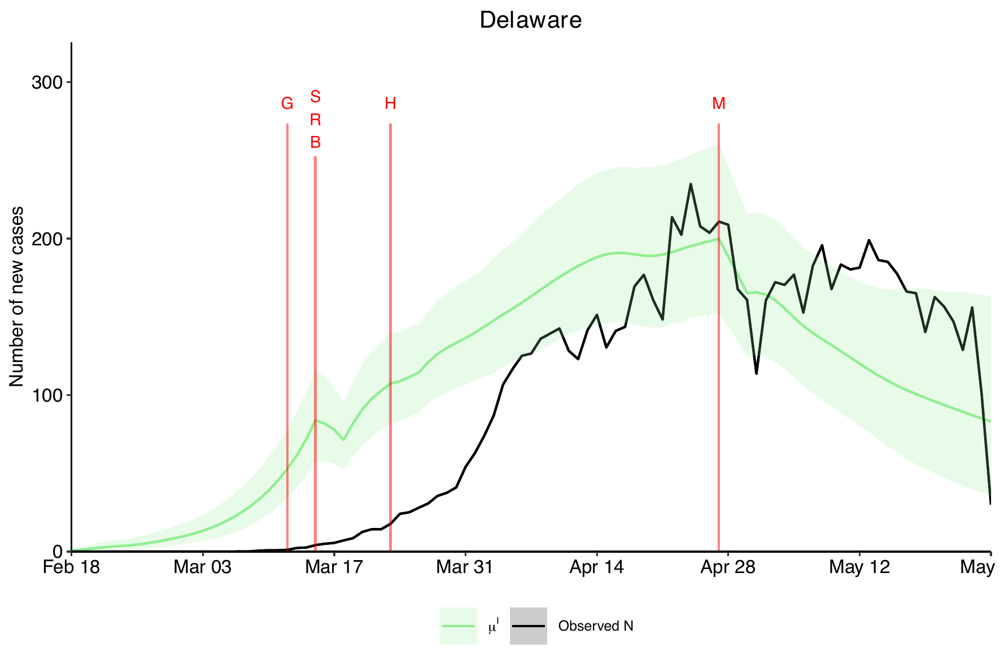 Delaware
Number of new cases
300
200
100
0
G
S
R
B
H
M
Feb 18
Mar 03
Mar 17
Mar 31
Apr 14
Apr 28
May 12
May
μ^I
Observed N